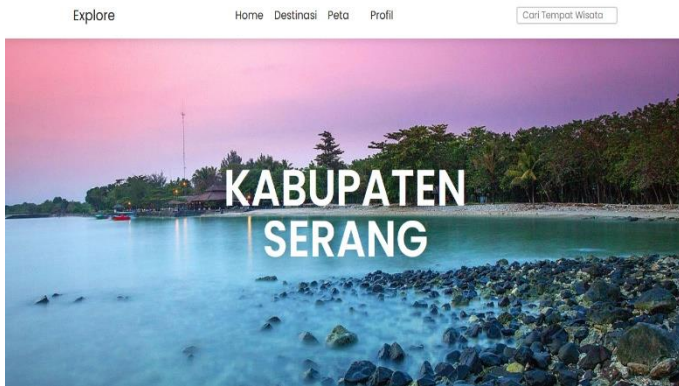 Explore Home Destinasi Peta Profil Cari Tempat Wisata
KABUPATEN
SERANG